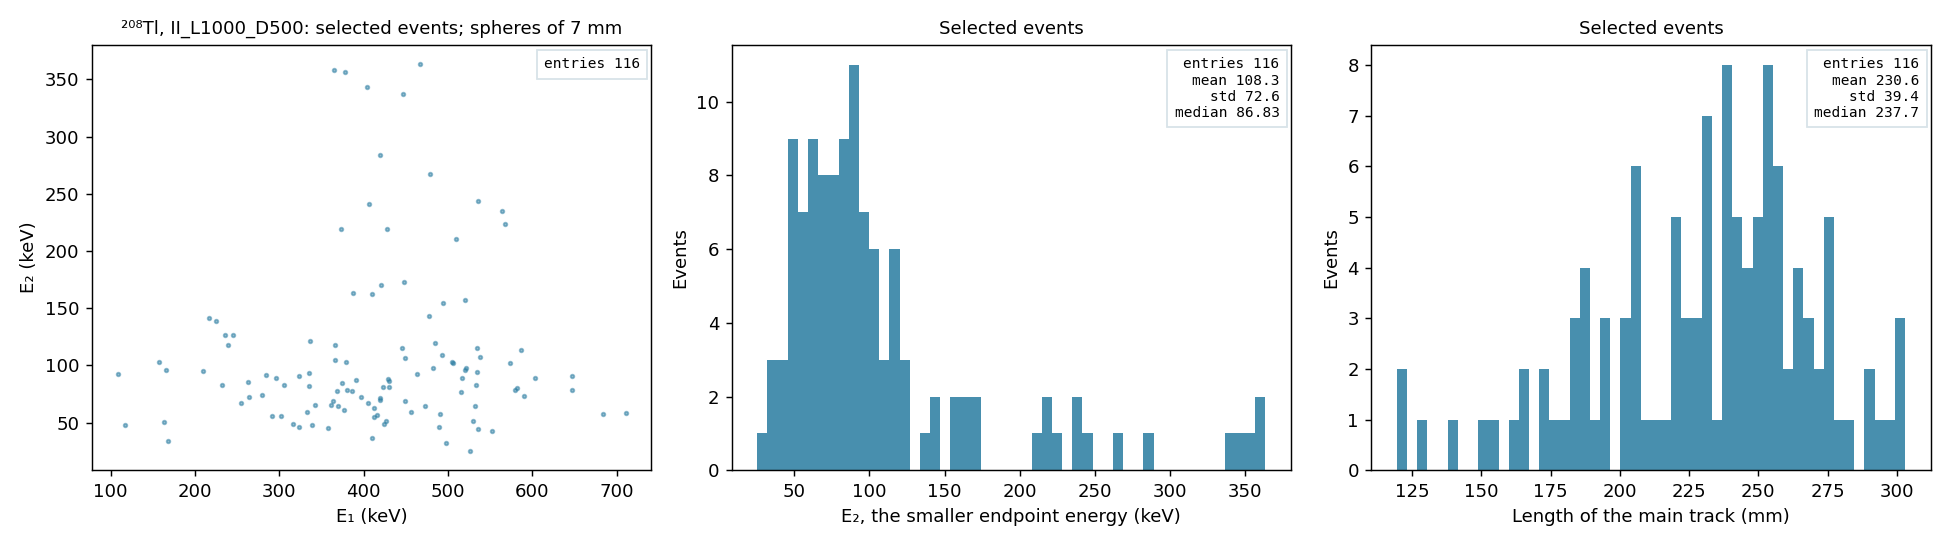 ²⁰⁸Tl, II_L1000_D500: selected events; spheres of 7 mm
entries 116
350
300
250
200
150
100
50
E₂ (keV)
100 200 300 400 500 600 700
E₁ (keV)
Selected events
entries 116
mean 108.3
std 72.6
median 86.83
10
8
6
4
2
0
Events
50 100 150 200 250 300 350
E₂, the smaller endpoint energy (keV)
Selected events
entries 116
mean 230.6
std 39.4
median 237.7
8
7
6
5
4
3
2
1
0
Events
125 150 175 200 225 250 275 300
Length of the main track (mm)